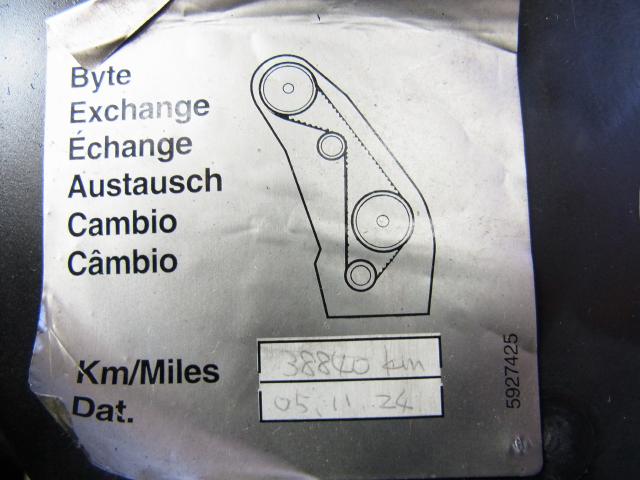 Byte
Exchange
Échange
Austausch
Cambio
Câmbio
Km/Miles 38840 km
Dat. 05.11.24
5927425